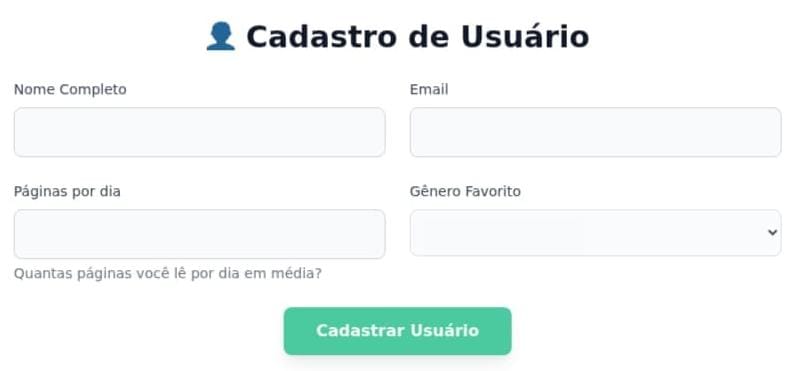 Cadastro de Usuário
Nome Completo
Email
Páginas por dia
Gênero Favorito
Quantas páginas você lê por dia em média?
Cadastrar Usuário